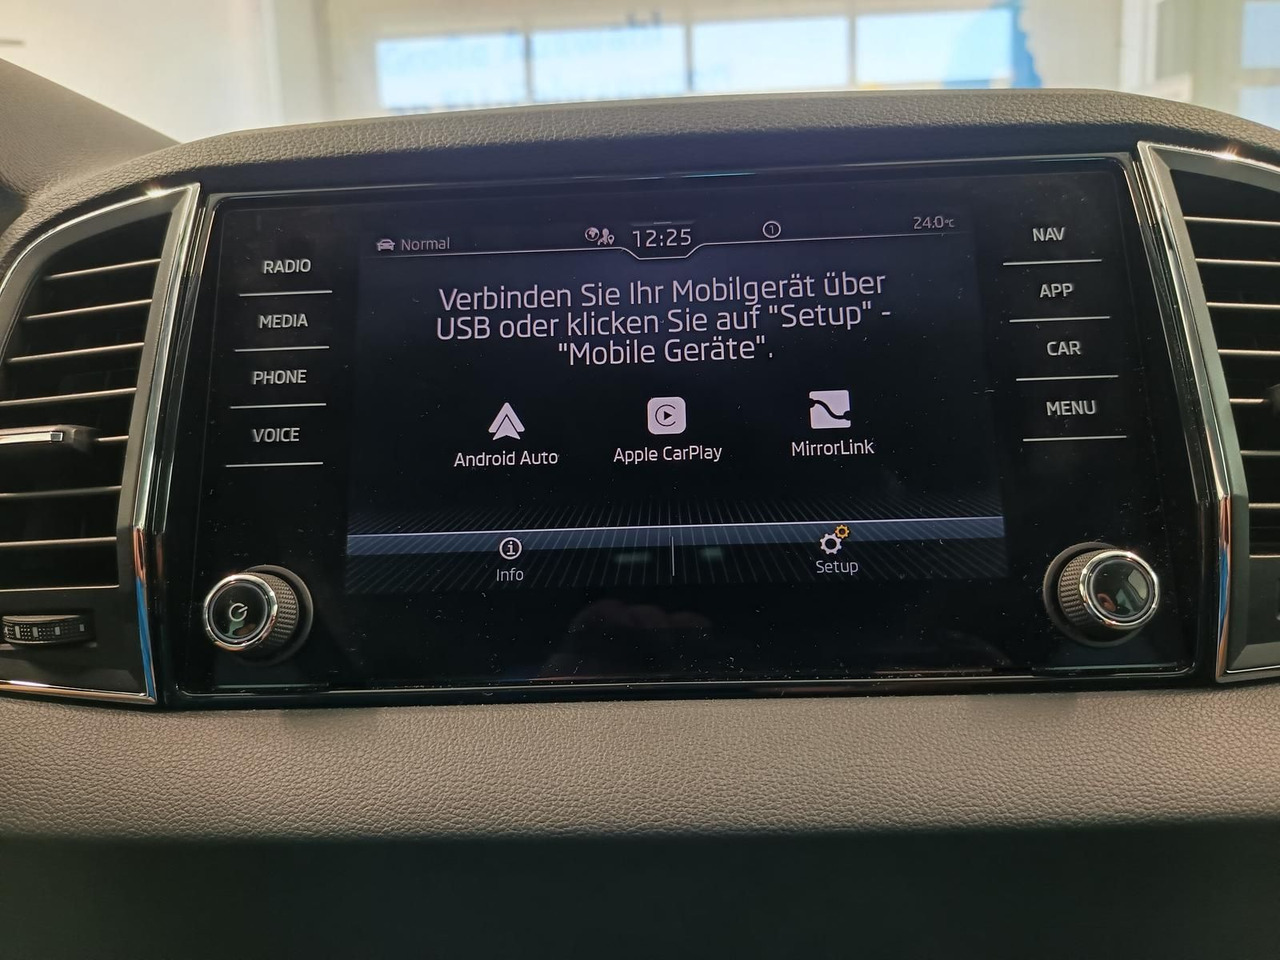 Normal
12:25
1
24.0°C
RADIO
MEDIA
PHONE
VOICE
Verbinden Sie Ihr Mobilgerät über
USB oder klicken Sie auf "Setup" -
"Mobile Geräte".
Android Auto
Apple CarPlay
MirrorLink
Info
Setup
NAV
APP
CAR
MENU